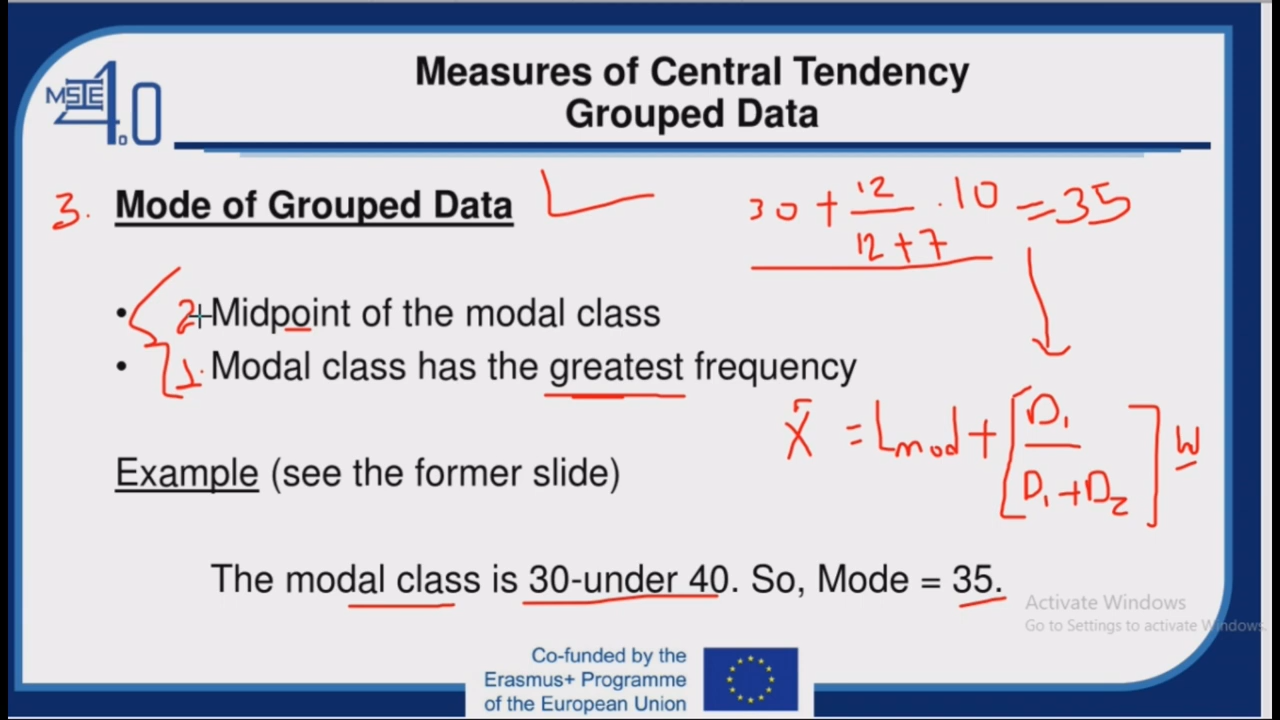 MSIE
4.0
Measures of Central Tendency
Grouped Data
3. Mode of Grouped Data
30 + 12 / 12 + 7 . 10 = 35
• 2 Midpoint of the modal class
• 1. Modal class has the greatest frequency
X̂ = Lmod + [D1 / D1 + D2] W
Example (see the former slide)
The modal class is 30-under 40. So, Mode = 35.
Activate Windows
Go to Settings to activate Windows.
Co-funded by the
Erasmus+ Programme
of the European Union